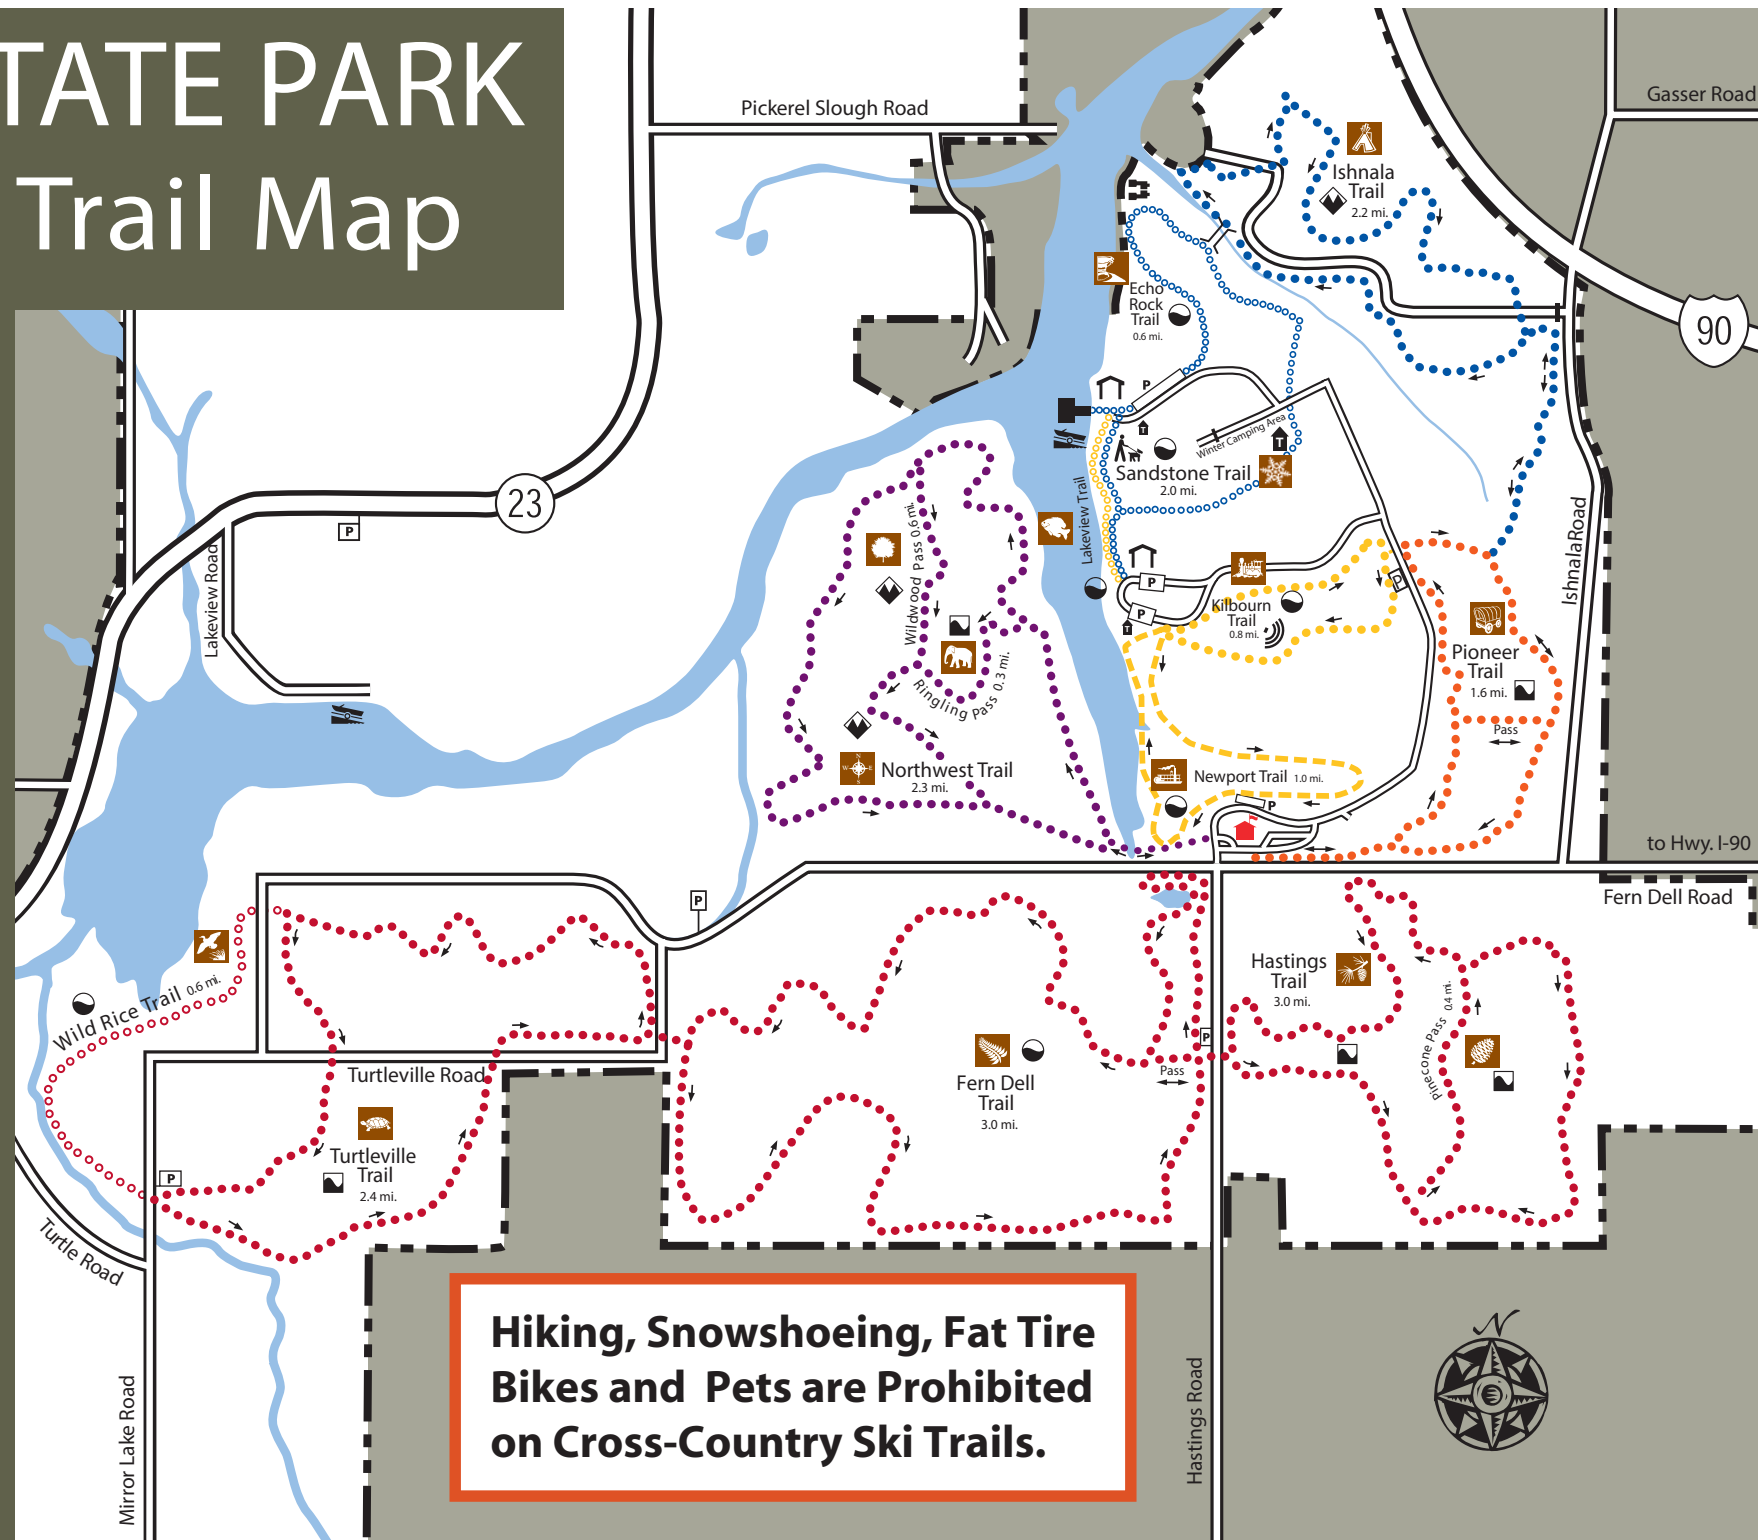 TATE PARK
Trail Map
Pickerel Slough Road
Gasser Road
Ishnala
Trail
2.2 mi.
90
Echo
Rock
Trail
0.6 mi.
P
Winter Camping Area
T
T
Sandstone Trail
2.0 mi.
23
P
Lakeview Road
Lakeview Trail
Ishnala Road
Wildwood Pass 0.6 mi.
Ringling Pass 0.3 mi.
P
P
T
P
Kilbourn
Trail
0.8 mi.
Pioneer
Trail
1.6 mi.
Pass
N
W E
S
Northwest Trail
2.3 mi.
Newport Trail 1.0 mi.
P
to Hwy. I-90
Fern Dell Road
P
Wild Rice Trail 0.6 mi.
Hastings
Trail
3.0 mi.
Pinecone Pass 0.4 mi.
P
Pass
Fern Dell
Trail
3.0 mi.
Turtleville Road
Turtleville
Trail
2.4 mi.
P
Turtle Road
Mirror Lake Road
Hiking, Snowshoeing, Fat Tire
Bikes and Pets are Prohibited
on Cross-Country Ski Trails.
Hastings Road
N